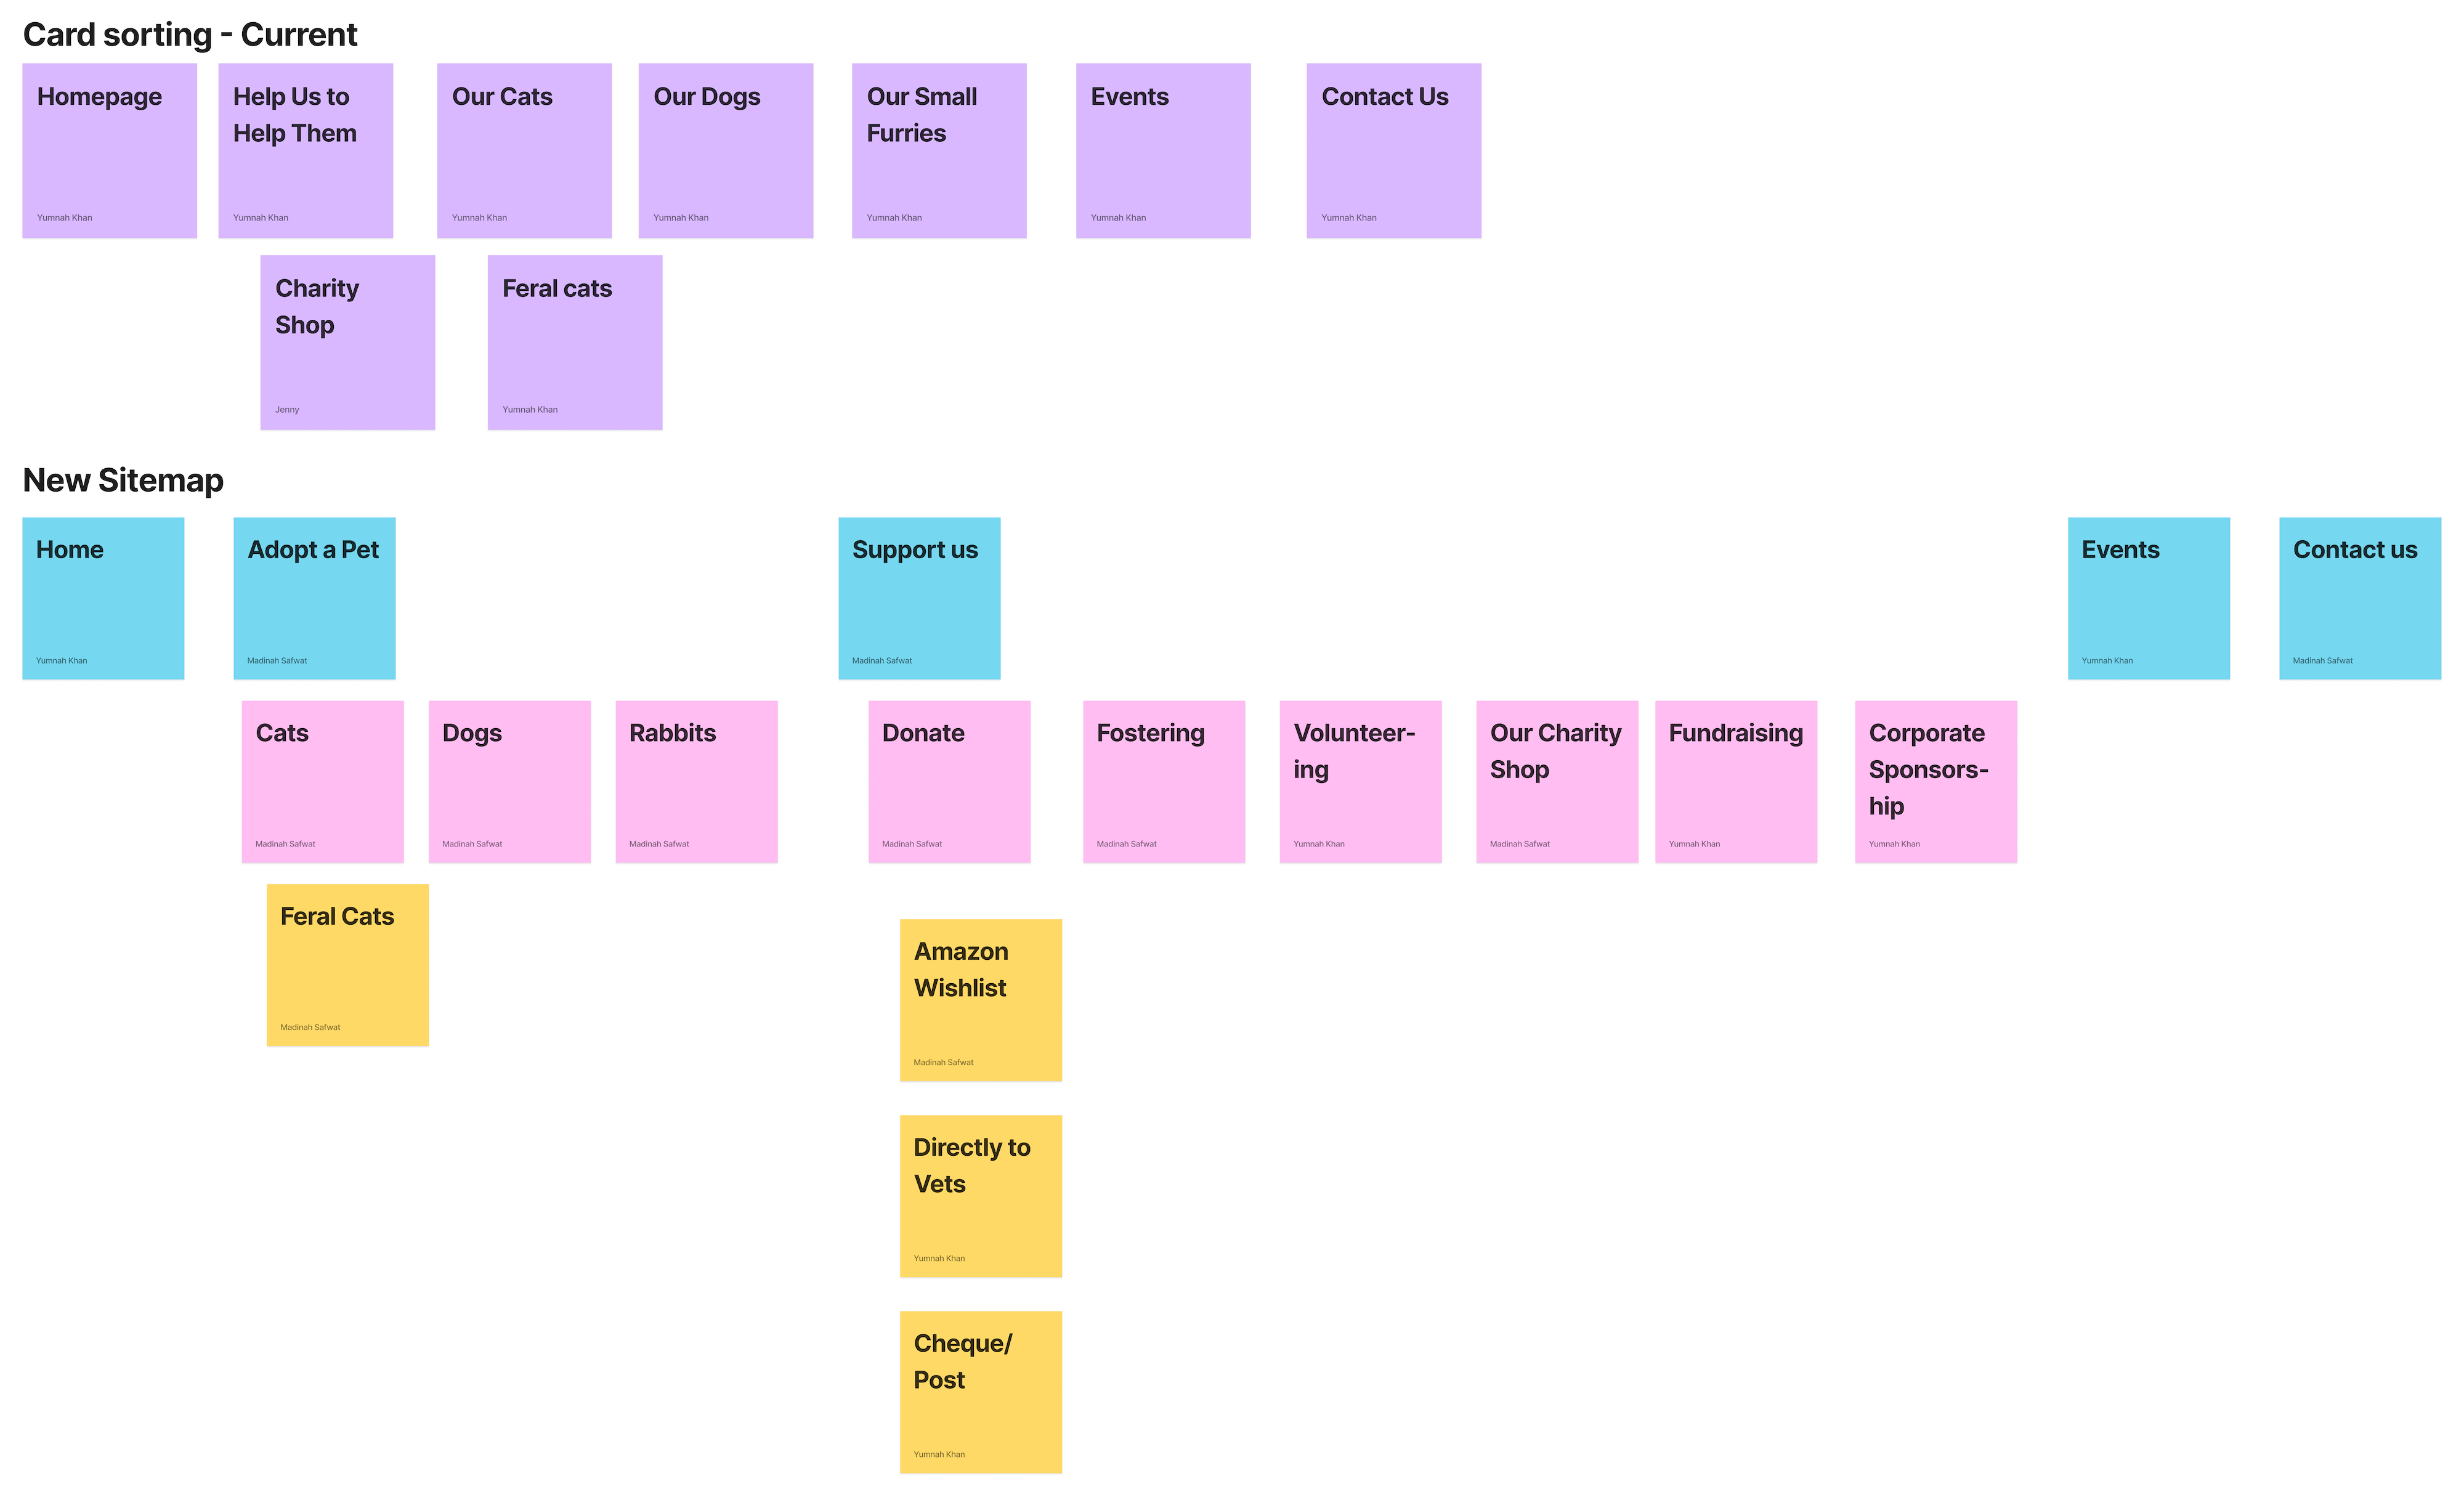 Card sorting - Current
Homepage
Yumnah Khan
Help Us to
Help Them
Yumnah Khan
Our Cats
Yumnah Khan
Our Dogs
Yumnah Khan
Our Small
Furries
Yumnah Khan
Events
Yumnah Khan
Contact Us
Yumnah Khan
Charity
Shop
Jenny
Feral cats
Yumnah Khan
New Sitemap
Home
Yumnah Khan
Adopt a Pet
Madinah Safwat
Support us
Madinah Safwat
Events
Yumnah Khan
Contact us
Madinah Safwat
Cats
Madinah Safwat
Dogs
Madinah Safwat
Rabbits
Madinah Safwat
Donate
Madinah Safwat
Fostering
Madinah Safwat
Volunteer-
ing
Yumnah Khan
Our Charity
Shop
Madinah Safwat
Fundraising
Yumnah Khan
Corporate
Sponsors-
hip
Yumnah Khan
Feral Cats
Madinah Safwat
Amazon
Wishlist
Madinah Safwat
Directly to
Vets
Yumnah Khan
Cheque/
Post
Yumnah Khan